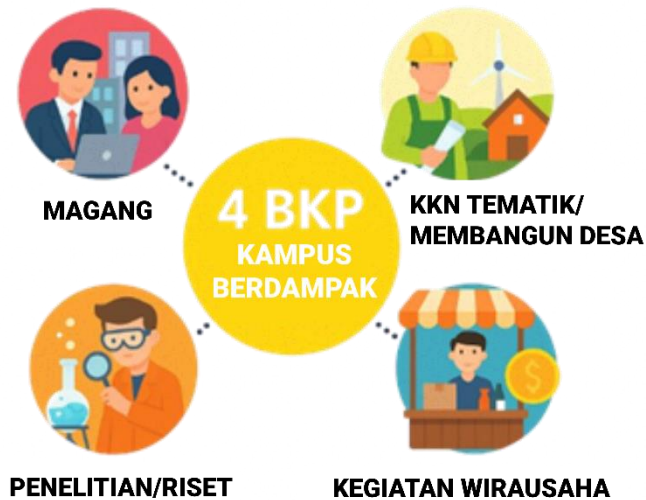 MAGANG
4 BKP
KAMPUS
BERDAMPAK
KKN TEMATIK/
MEMBANGUN DESA
PENELITIAN/RISET
KEGIATAN WIRAUSAHA
$